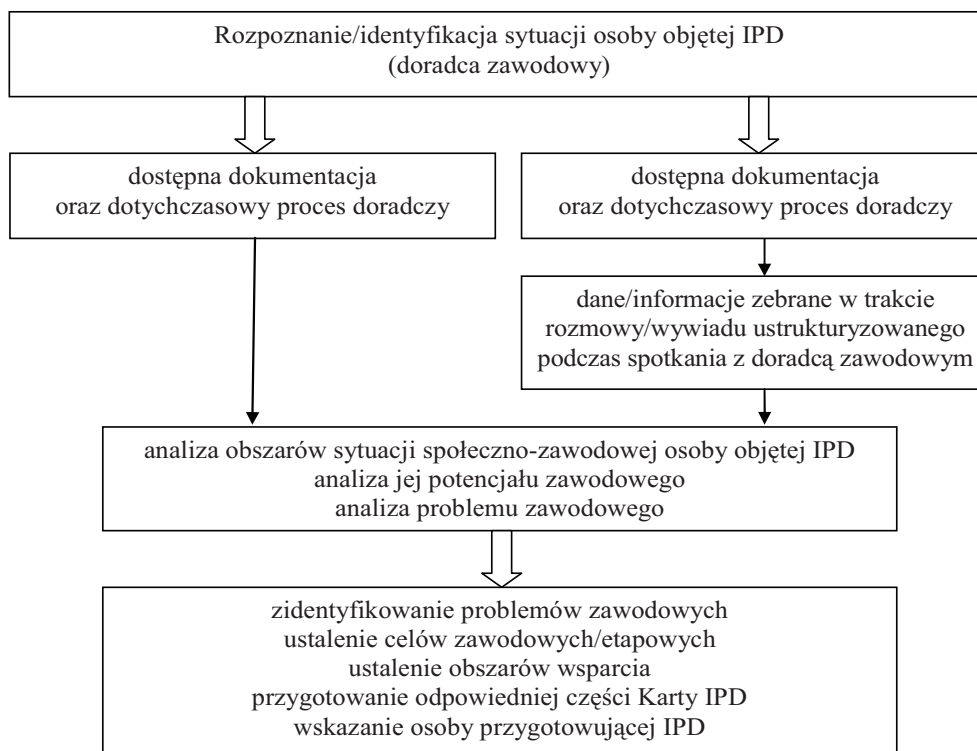 Rozpoznanie/identyfikacja sytuacji osoby objętej IPD
(doradca zawodowy)
dostępna dokumentacja
oraz dotychczasowy proces doradczy
dostępna dokumentacja
oraz dotychczasowy proces doradczy
dane/informacje zebrane w trakcie
rozmowy/wywiadu ustrukturyzowanego
podczas spotkania z doradcą zawodowym
analiza obszarów sytuacji społeczno-zawodowej osoby objętej IPD
analiza jej potencjału zawodowego
analiza problemu zawodowego
zidentyfikowanie problemów zawodowych
ustalenie celów zawodowych/etapowych
ustalenie obszarów wsparcia
przygotowanie odpowiedniej części Karty IPD
wskazanie osoby przygotowującej IPD